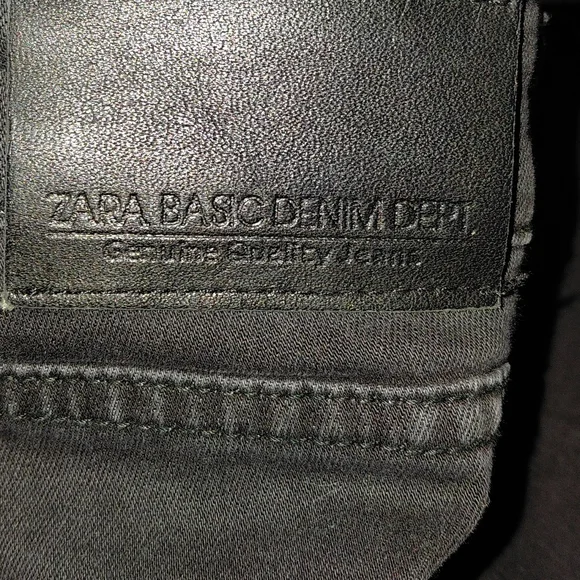 ZARA BASIC DENIM DEPT.
Genuine Quality Jeans.